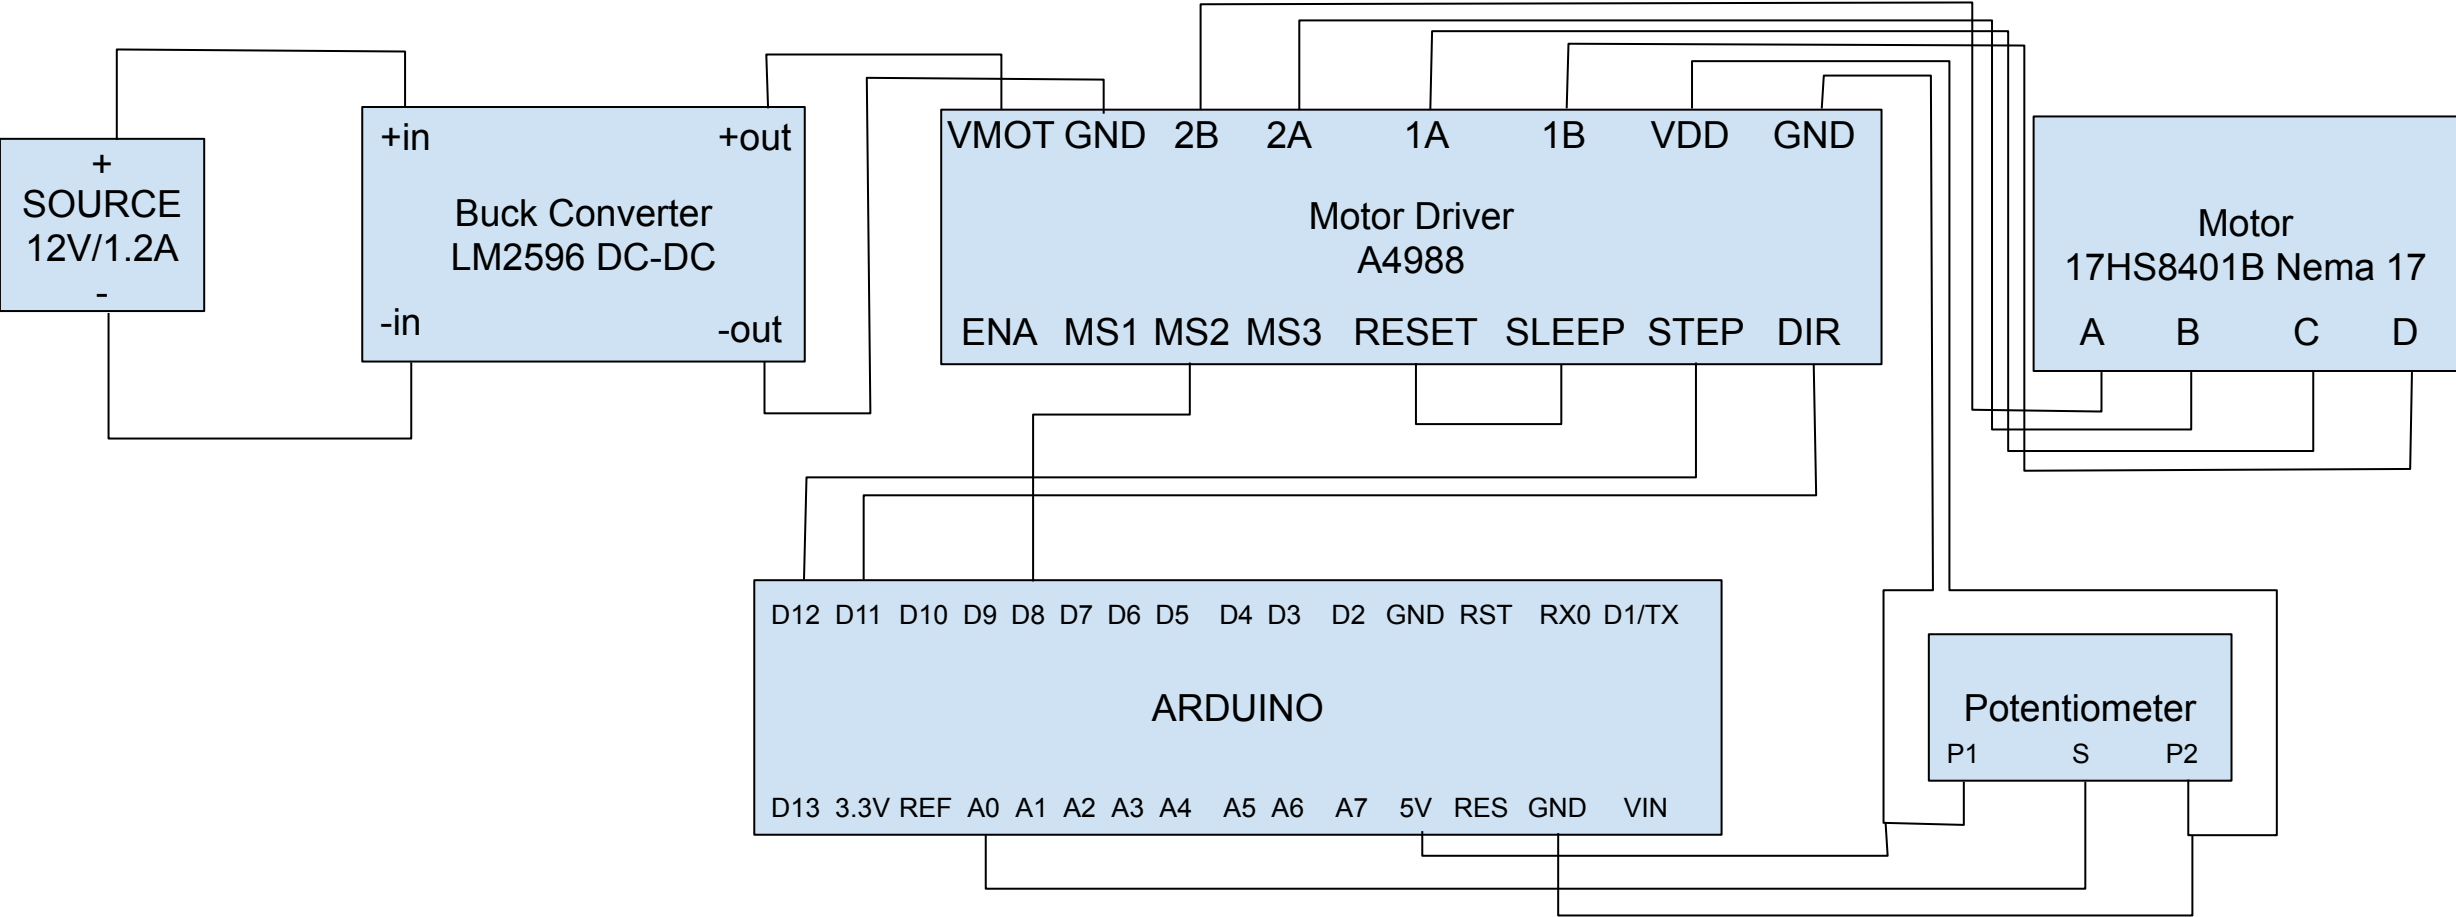 +
SOURCE
12V/1.2A
-
+in +out
Buck Converter
LM2596 DC-DC
-in -out
VMOT GND 2B 2A 1A 1B VDD GND
Motor Driver
A4988
ENA MS1 MS2 MS3 RESET SLEEP STEP DIR
Motor
17HS8401B Nema 17
A B C D
D12 D11 D10 D9 D8 D7 D6 D5 D4 D3 D2 GND RST RX0 D1/TX
ARDUINO
D13 3.3V REF A0 A1 A2 A3 A4 A5 A6 A7 5V RES GND VIN
Potentiometer
P1 S P2